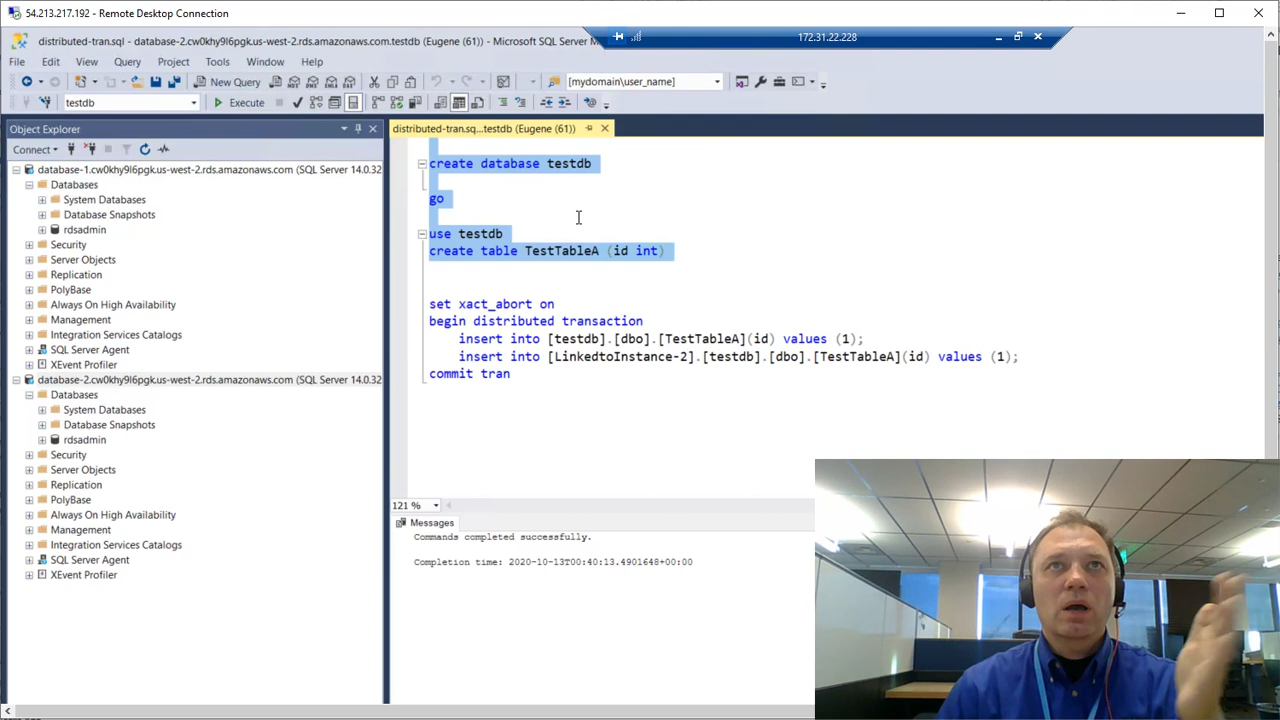 54.213.217.192 - Remote Desktop Connection
distributed-tran.sql - database-2.cw0khy9l6pgk.us-west-2.rds.amazonaws.com.testdb (Eugene (61)) - Microsoft SQL Server M
172.31.22.228
File Edit View Query Project Tools Window Help
New Query
[mydomain\user_name]
testdb
Execute
Object Explorer
distributed-tran.sq...testdb (Eugene (61))
Connect
database-1.cw0khy9l6pgk.us-west-2.rds.amazonaws.com (SQL Server 14.0.32
Databases
System Databases
Database Snapshots
rdsadmin
Security
Server Objects
Replication
PolyBase
Always On High Availability
Management
Integration Services Catalogs
SQL Server Agent
XEvent Profiler
database-2.cw0khy9l6pgk.us-west-2.rds.amazonaws.com (SQL Server 14.0.32
Databases
System Databases
Database Snapshots
rdsadmin
Security
Server Objects
Replication
PolyBase
Always On High Availability
Management
Integration Services Catalogs
SQL Server Agent
XEvent Profiler
create database testdb
go
use testdb
create table TestTableA (id int)
set xact_abort on
begin distributed transaction
insert into [testdb].[dbo].[TestTableA](id) values (1);
insert into [LinkedtoInstance-2].[testdb].[dbo].[TestTableA](id) values (1);
commit tran
121 %
Messages
Commands completed successfully.
Completion time: 2020-10-13T00:40:13.4901648+00:00